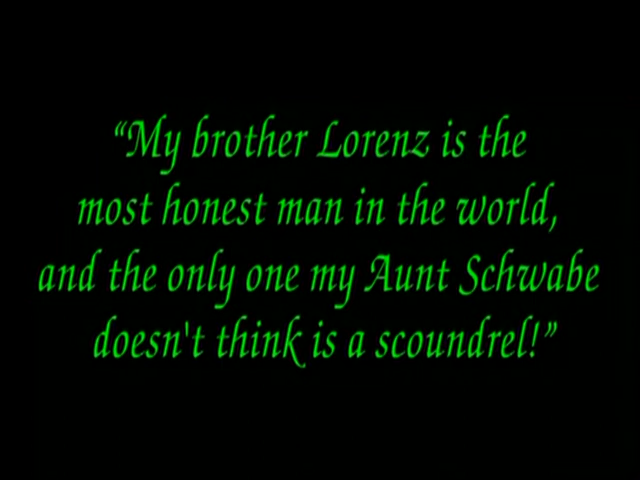 “My brother Lorenz is the
most honest man in the world,
and the only one my Aunt Schwabe
doesn't think is a scoundrel!”